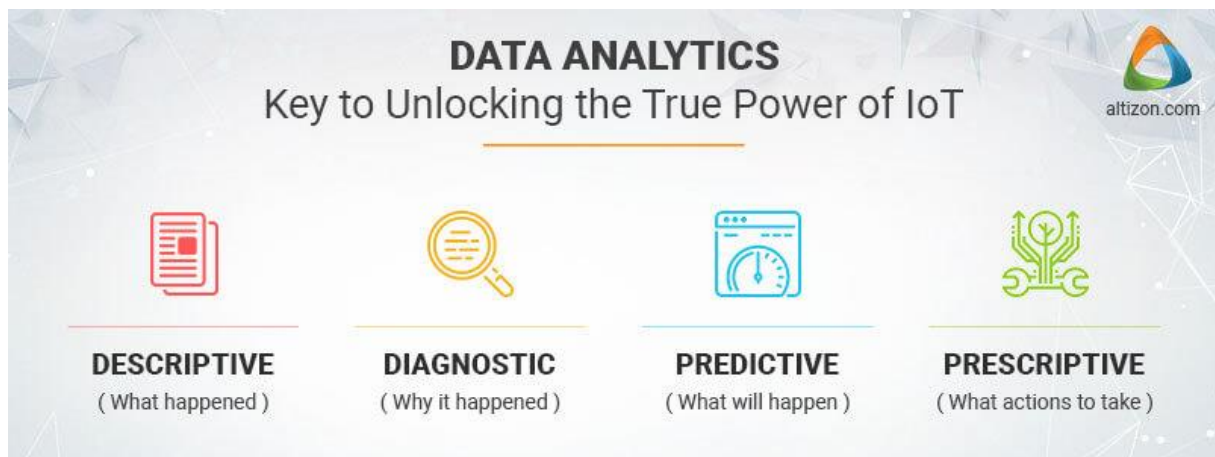 DATA ANALYTICS
Key to Unlocking the True Power of IoT
altizon.com
DESCRIPTIVE
( What happened )
DIAGNOSTIC
( Why it happened )
PREDICTIVE
( What will happen )
PRESCRIPTIVE
( What actions to take )